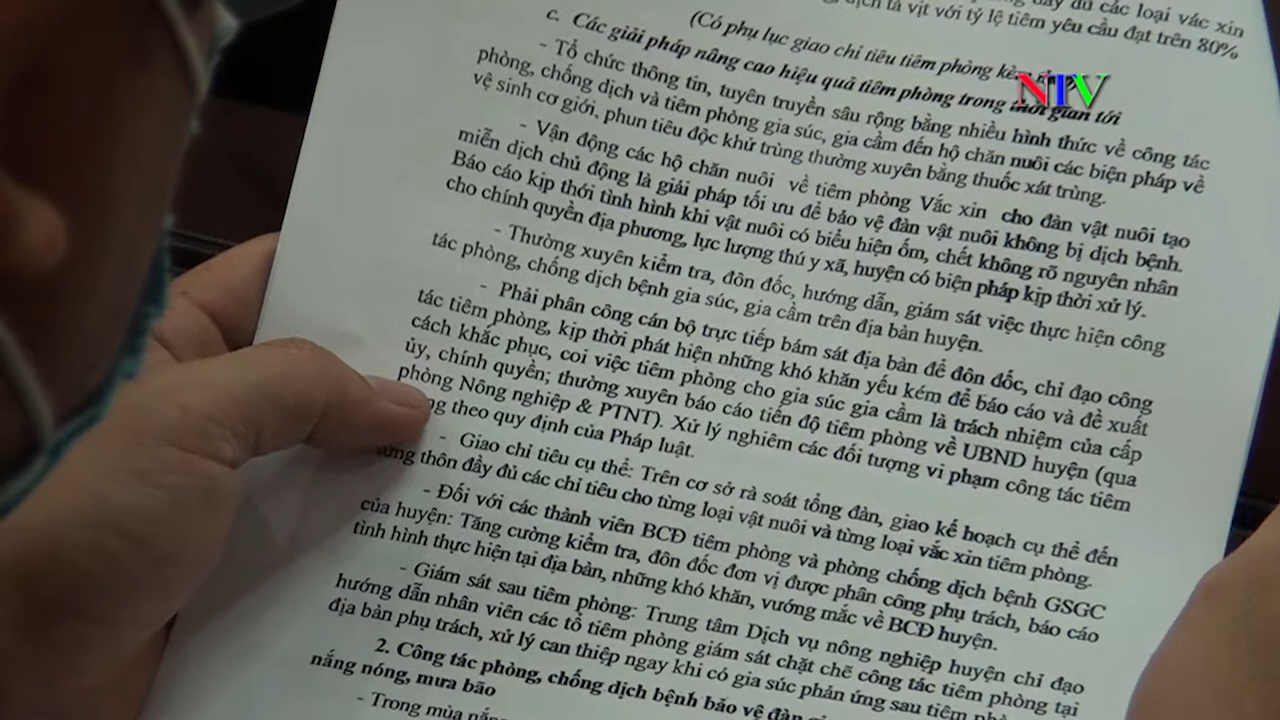 đầy đủ các loại vác xin
dịch tả vịt với tỷ lệ tiêm yêu cầu đạt trên 80%
(Có phụ lục giao chỉ tiêu tiêm phòng kèm
NTV
c. Các giải pháp nâng cao hiệu quả tiêm phòng trong thời gian tới
- Tổ chức thông tin, tuyên truyền sâu rộng bằng nhiều hình thức về công tác
phòng, chống dịch và tiêm phòng gia súc, gia cầm đến hộ chăn nuôi các biện pháp về
vệ sinh cơ giới, phun tiêu độc khử trùng thường xuyên bằng thuốc xát trùng.
- Vận động các hộ chăn nuôi về tiêm phòng Vắc xin cho đàn vật nuôi tạo
miễn dịch chủ động là giải pháp tối ưu để bảo vệ đàn vật nuôi không bị dịch bệnh.
Báo cáo kịp thới tình hình khi vật nuôi có biểu hiện ốm, chết không rõ nguyên nhân
cho chính quyền địa phương, lực lượng thú y xã, huyện có biện pháp kịp thời xử lý.
- Thường xuyên kiểm tra, đôn đốc, hướng dẫn, giám sát việc thực hiện công
tác phòng, chống dịch bệnh gia súc, gia cầm trên địa bàn huyện.
- Phải phân công cán bộ trực tiếp bám sát địa bàn để đôn đốc, chỉ đạo công
tác tiêm phòng, kịp thời phát hiện những khó khăn yếu kém để báo cáo và đề xuất
cách khắc phục, coi việc tiêm phòng cho gia súc gia cầm là trách nhiệm của cấp
ủy, chính quyền; thường xuyên báo cáo tiến độ tiêm phòng về UBND huyện (qua
phòng Nông nghiệp & PTNT). Xử lý nghiêm các đối tượng vi phạm công tác tiêm
theo quy định của Pháp luật.
- Giao chỉ tiêu cụ thể: Trên cơ sở rà soát tổng đàn, giao kế hoạch cụ thể đến
từng thôn đầy đủ các chỉ tiêu cho từng loại vật nuôi và từng loại vắc xin tiêm phòng.
- Đối với các thành viên BCĐ tiêm phòng và phòng chống dịch bệnh GSGC
của huyện: Tăng cường kiểm tra, đôn đốc đơn vị được phân công phụ trách, báo cáo
tình hình thực hiện tại địa bàn, những khó khăn, vướng mắc về BCĐ huyện.
- Giám sát sau tiêm phòng: Trung tâm Dịch vụ nông nghiệp huyện chỉ đạo
hướng dẫn nhân viên các tổ tiêm phòng giám sát chặt chẽ công tác tiêm phòng tại
địa bàn phụ trách, xử lý can thiệp ngay khi có gia súc phản ứng sau tiêm
2. Công tác phòng, chống dịch bệnh bảo vệ đàn
nắng nóng, mưa bão
- Trong mùa nắng